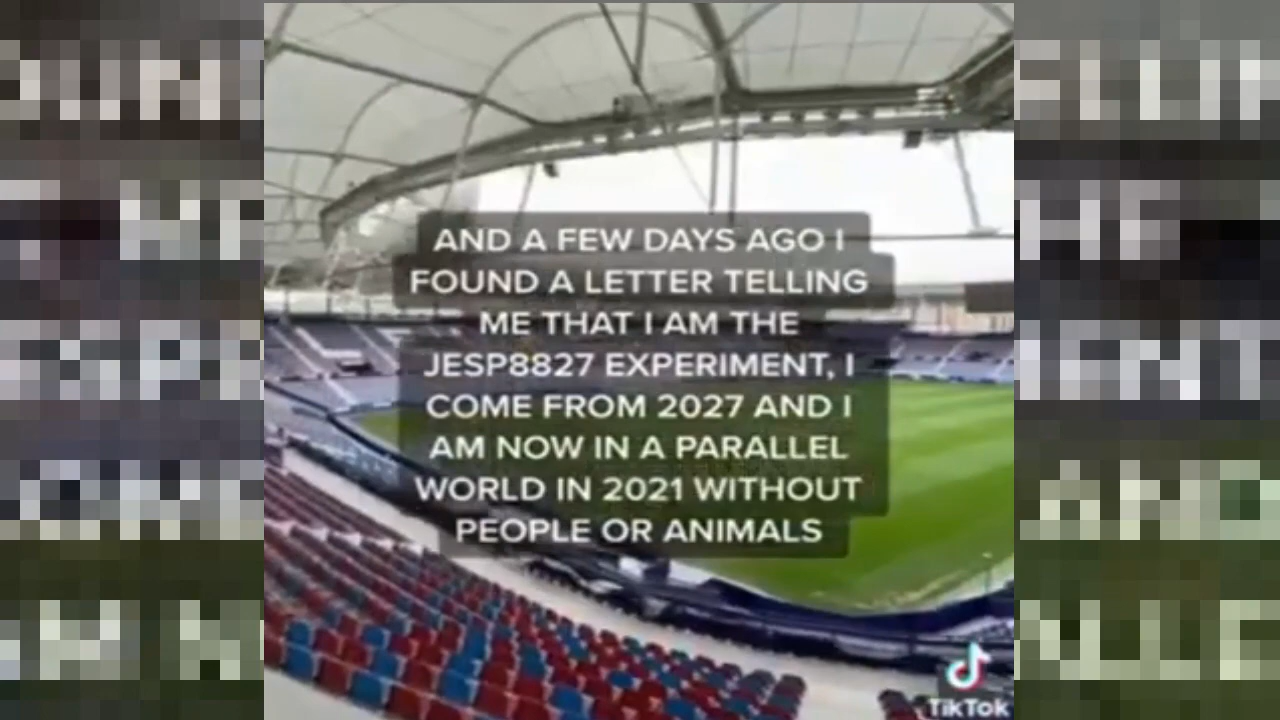 AND A FEW DAYS AGO I
FOUND A LETTER TELLING
ME THAT I AM THE
JESP8827 EXPERIMENT, I
COME FROM 2027 AND I
AM NOW IN A PARALLEL
WORLD IN 2021 WITHOUT
PEOPLE OR ANIMALS
TikTok